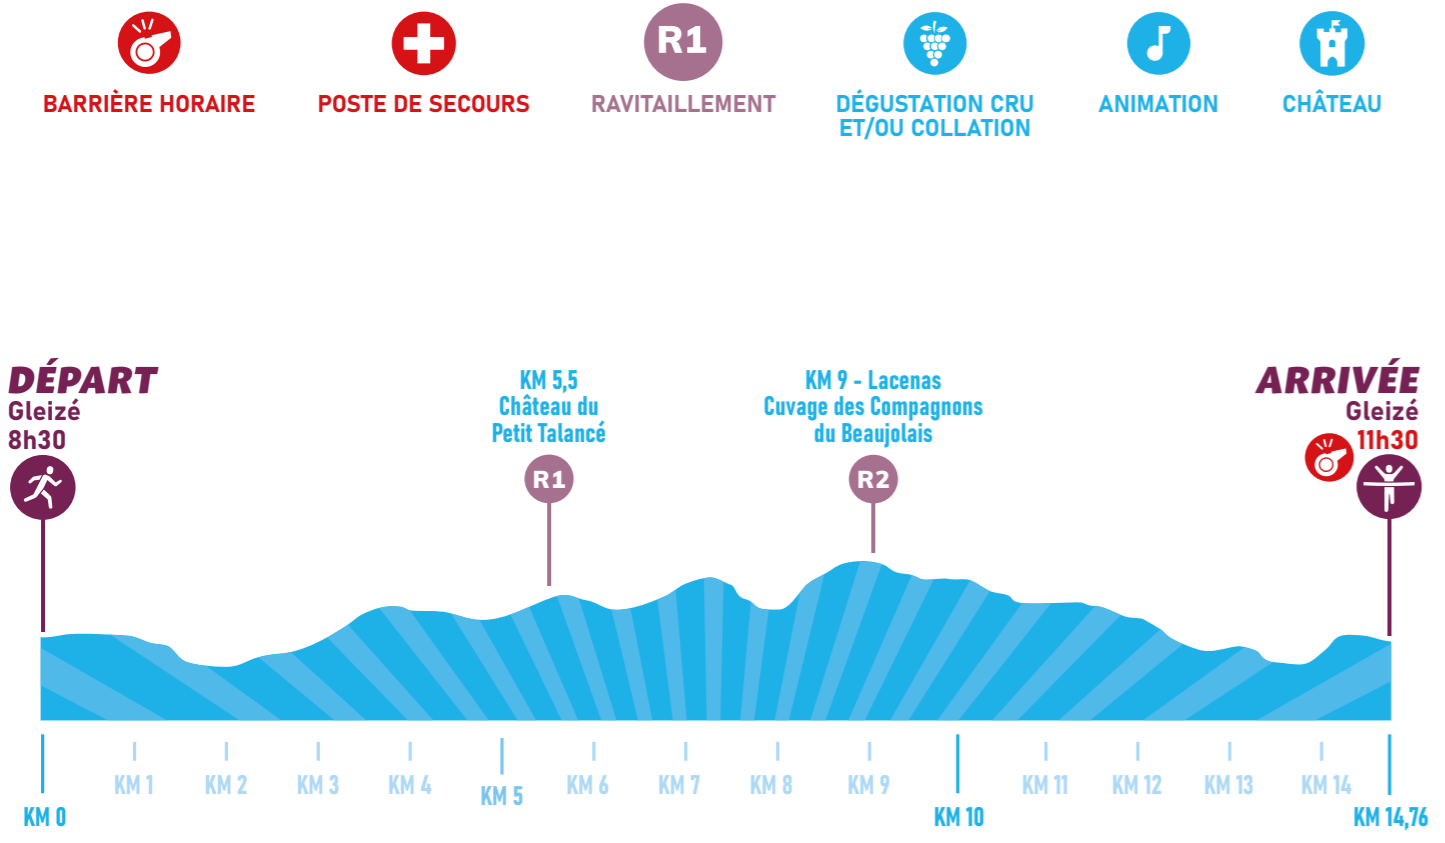 R1
BARRIÈRE HORAIRE
POSTE DE SECOURS
RAVITAILLEMENT
DÉGUSTATION CRU
ET/OU COLLATION
ANIMATION
CHÂTEAU
DÉPART
Gleizé
8h30
KM 5,5
Château du
Petit Talancé
R1
KM 9 - Lacenas
Cuvage des Compagnons
du Beaujolais
R2
ARRIVÉE
Gleizé
11h30
KM 0
KM 1
KM 2
KM 3
KM 4
KM 5
KM 6
KM 7
KM 8
KM 9
KM 10
KM 11
KM 12
KM 13
KM 14
KM 14,76